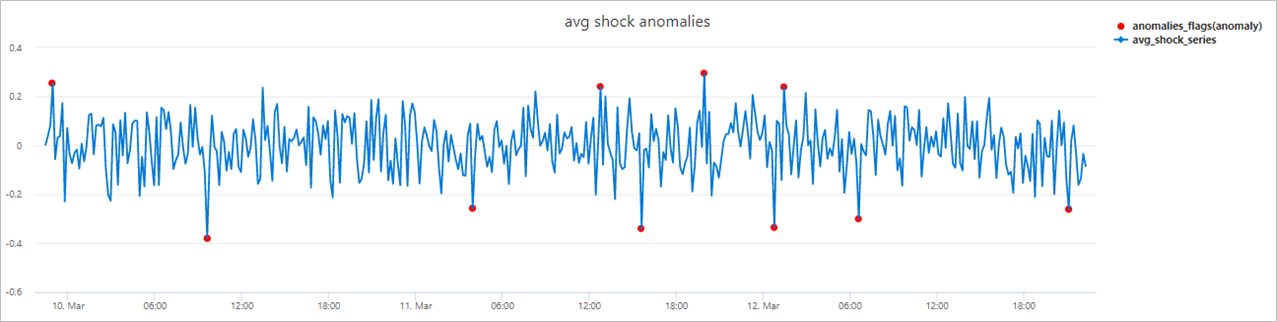 avg shock anomalies
anomalies_flags(anomaly)
avg_shock_series
0.4
0.2
0
-0.2
-0.4
-0.6
10. Mar 06:00 12:00 18:00 11. Mar 06:00 12:00 18:00 12. Mar 06:00 12:00 18:00